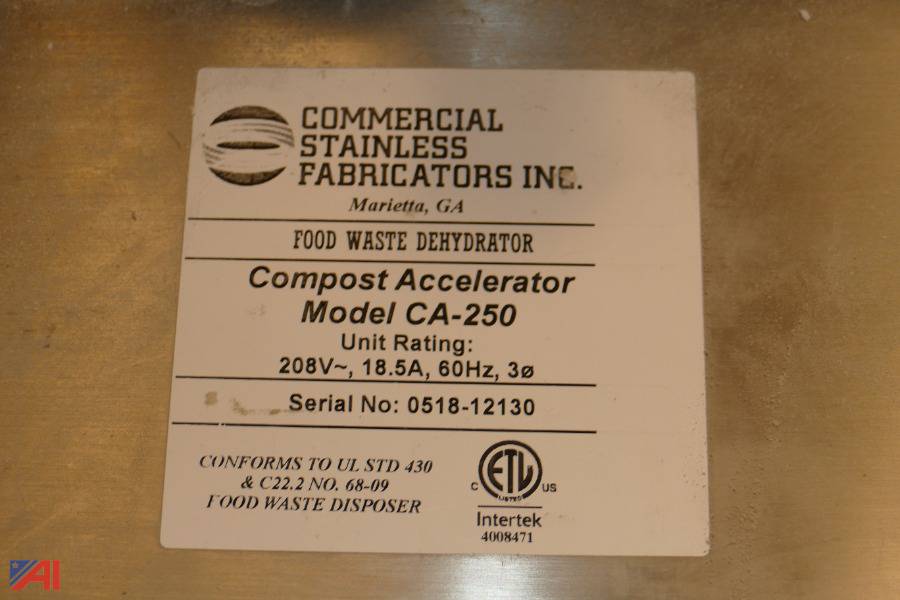 COMMERCIAL
STAINLESS
FABRICATORS INC.
Marietta, GA
FOOD WASTE DEHYDRATOR
Compost Accelerator
Model CA-250
Unit Rating:
208V~, 18.5A, 60Hz, 3ø
Serial No: 0518-12130
CONFORMS TO UL STD 430
& C22.2 NO. 68-09
FOOD WASTE DISPOSER
ETL
LISTED
C US
Intertek
4008471
AI